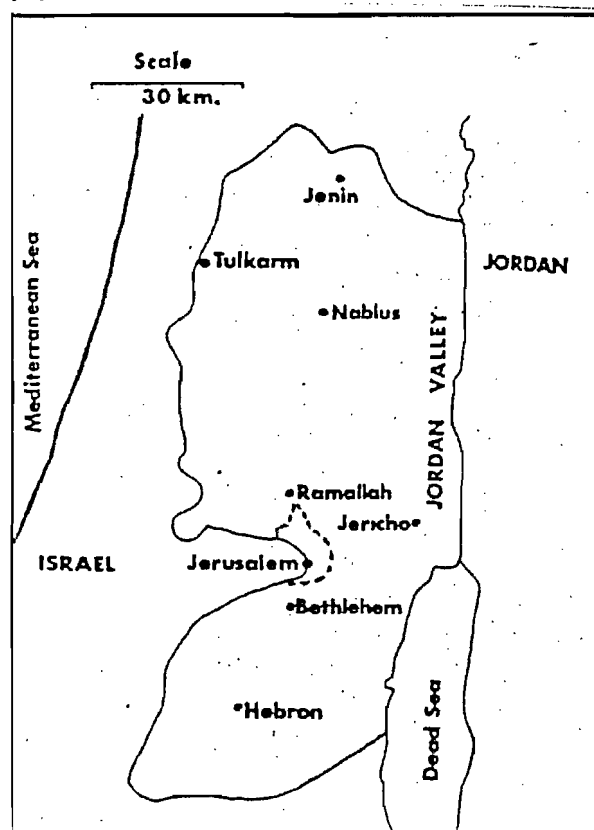 Scale
30 km.
Jenin
Tulkarm
JORDAN
Nablus
Mediterranean Sea
JORDAN VALLEY
Ramallah
Jericho
ISRAEL
Jerusalem
Bethlehem
Hebron
Dead Sea